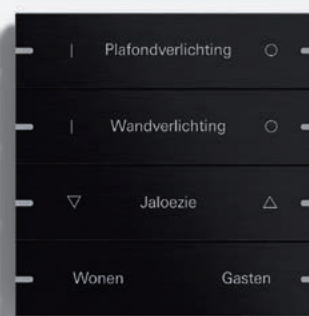 | Plafondverlichting ○
| Wandverlichting ○
▽ Jaloezie △
Wonen Gasten